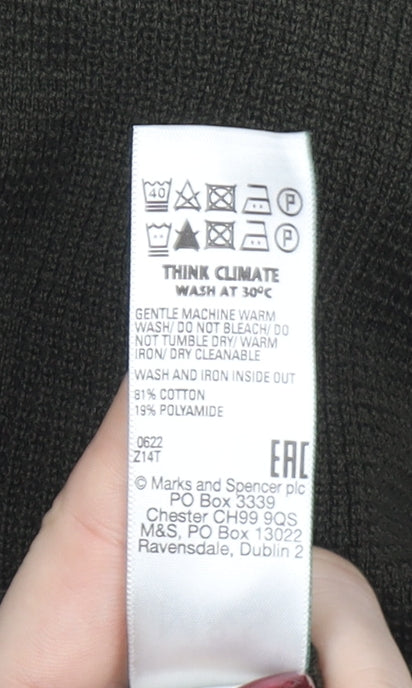 40 P
P
THINK CLIMATE
WASH AT 30ºC
GENTLE MACHINE WARM
WASH/ DO NOT BLEACH/ DO
NOT TUMBLE DRY/ WARM
IRON/ DRY CLEANABLE
WASH AND IRON INSIDE OUT
81% COTTON
19% POLYAMIDE
0622
Z14T EAC
© Marks and Spencer plc
PO Box 3339
Chester CH99 9QS
M&S, PO Box 13022
Ravensdale, Dublin 2